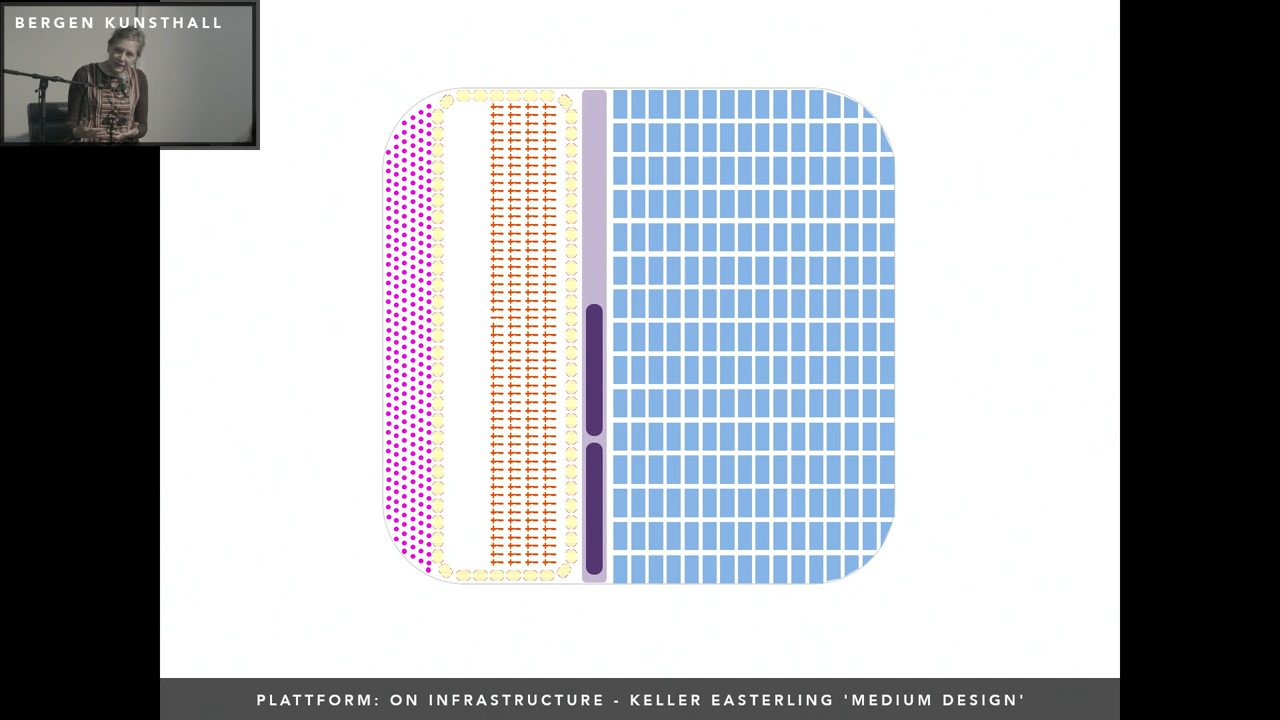 BERGEN KUNSTHALL
PLATTFORM: ON INFRASTRUCTURE - KELLER EASTERLING 'MEDIUM DESIGN'